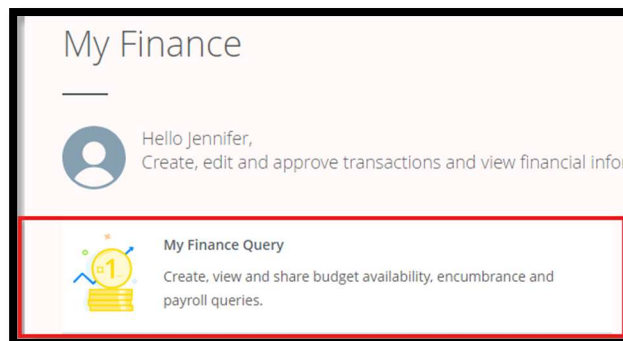 My Finance
Hello Jennifer,
Create, edit and approve transactions and view financial
My Finance Query
1
Create, view and share budget availability, encumbrance and
payroll queries.